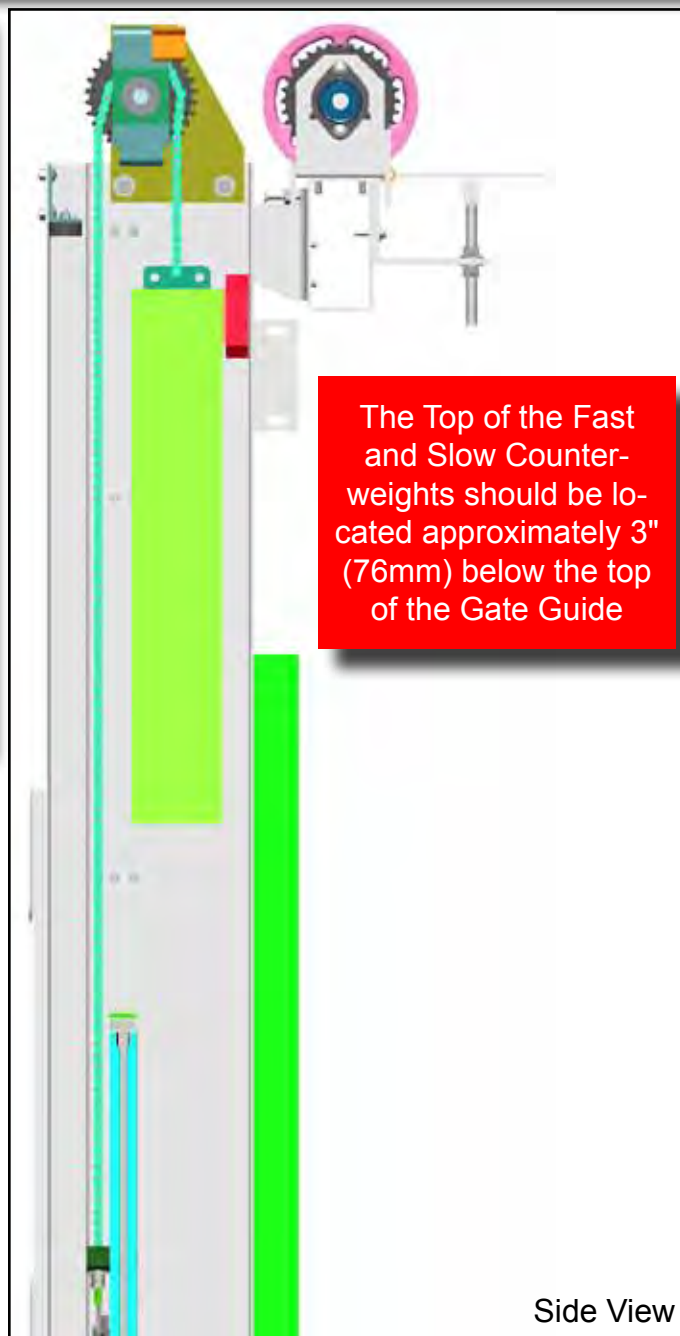 The Top of the Fast
and Slow Counter-
weights should be lo-
cated approximately 3"
(76mm) below the top
of the Gate Guide
Side View